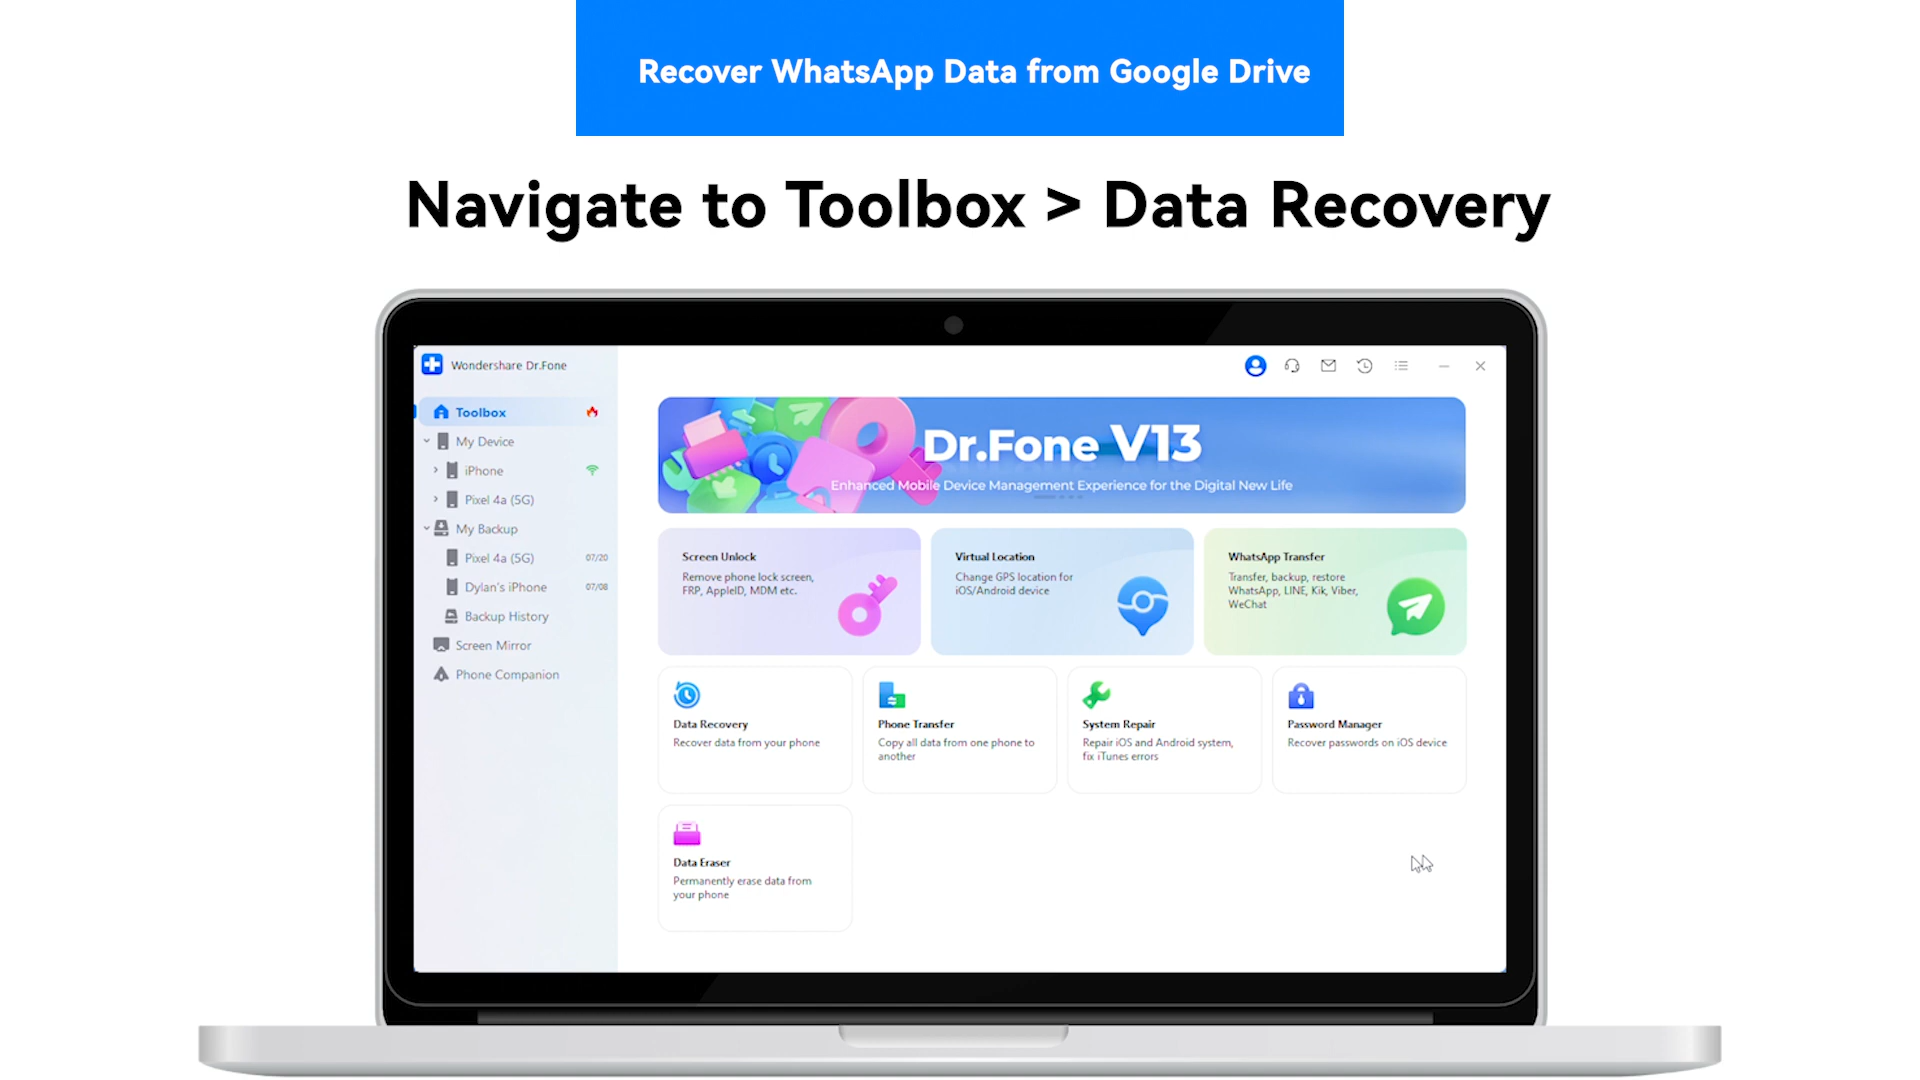 Recover WhatsApp Data from Google Drive
Navigate to Toolbox > Data Recovery
Wondershare Dr.Fone
Toolbox
My Device
iPhone
Pixel 4a (5G)
My Backup
Pixel 4a (5G) 07/20
Dylan's iPhone 07/08
Backup History
Screen Mirror
Phone Companion
Dr.Fone V13
Enhanced Mobile Device Management Experience for the Digital New Life
Screen Unlock
Remove phone lock screen,
FRP, AppleID, MDM etc.
Virtual Location
Change GPS location for
iOS/Android device
WhatsApp Transfer
Transfer, backup, restore
WhatsApp, LINE, Kik, Viber,
WeChat
Data Recovery
Recover data from your phone
Phone Transfer
Copy all data from one phone to
another
System Repair
Repair iOS and Android system,
fix iTunes errors
Password Manager
Recover passwords on iOS device
Data Eraser
Permanently erase data from
your phone